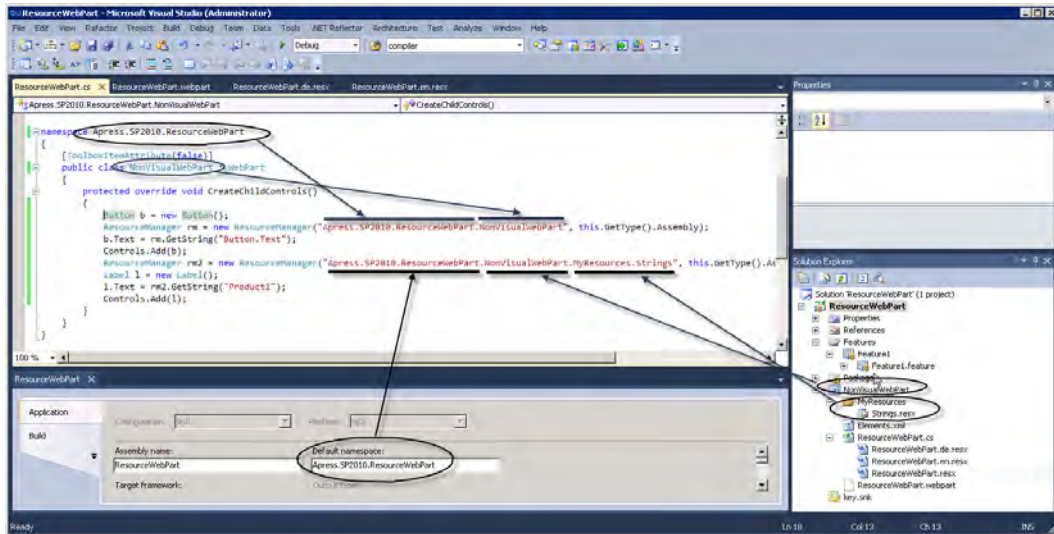 ResourceWebPart - Microsoft Visual Studio (Administrator)
File Edit View Refactor Project Build Debug Team Data Tools .NET Reflector Architecture Test Analyze Window Help
Debug compiler
ResourceWebPart.cs X ResourceWebPart.webpart ResourceWebPart.de.resx ResourceWebPart.en.resx
Apress.SP2010.ResourceWebPart.NonVisualWebPart CreateChildControls()
namespace Apress.SP2010.ResourceWebPart
{
[ToolboxItemAttribute(false)]
public class NonVisualWebPart : WebPart
{
protected override void CreateChildControls()
{
Button b = new Button();
ResourceManager rm = new ResourceManager("Apress.SP2010.ResourceWebPart.NonVisualWebPart", this.GetType().Assembly);
b.Text = rm.GetString("Button.Text");
Controls.Add(b);
ResourceManager rm2 = new ResourceManager("Apress.SP2010.ResourceWebPart.NonVisualWebPart.MyResources.Strings", this.GetType().As
Label l = new Label();
l.Text = rm2.GetString("Product1");
Controls.Add(l);
}
}
}
100 %
ResourceWebPart X
Application
Build
Configuration: N/A Platform: N/A
Assembly name: Default namespace:
ResourceWebPart Apress.SP2010.ResourceWebPart
Target framework: Output type:
Properties
Solution Explorer
Solution 'ResourceWebPart' (1 project)
ResourceWebPart
Properties
References
Features
Feature1
Feature1.feature
Package
NonVisualWebPart
MyResources
Strings.resx
Elements.xml
ResourceWebPart.cs
ResourceWebPart.de.resx
ResourceWebPart.en.resx
ResourceWebPart.resx
ResourceWebPart.webpart
key.snk
Ready Ln 18 Col 13 Ch 13 INS